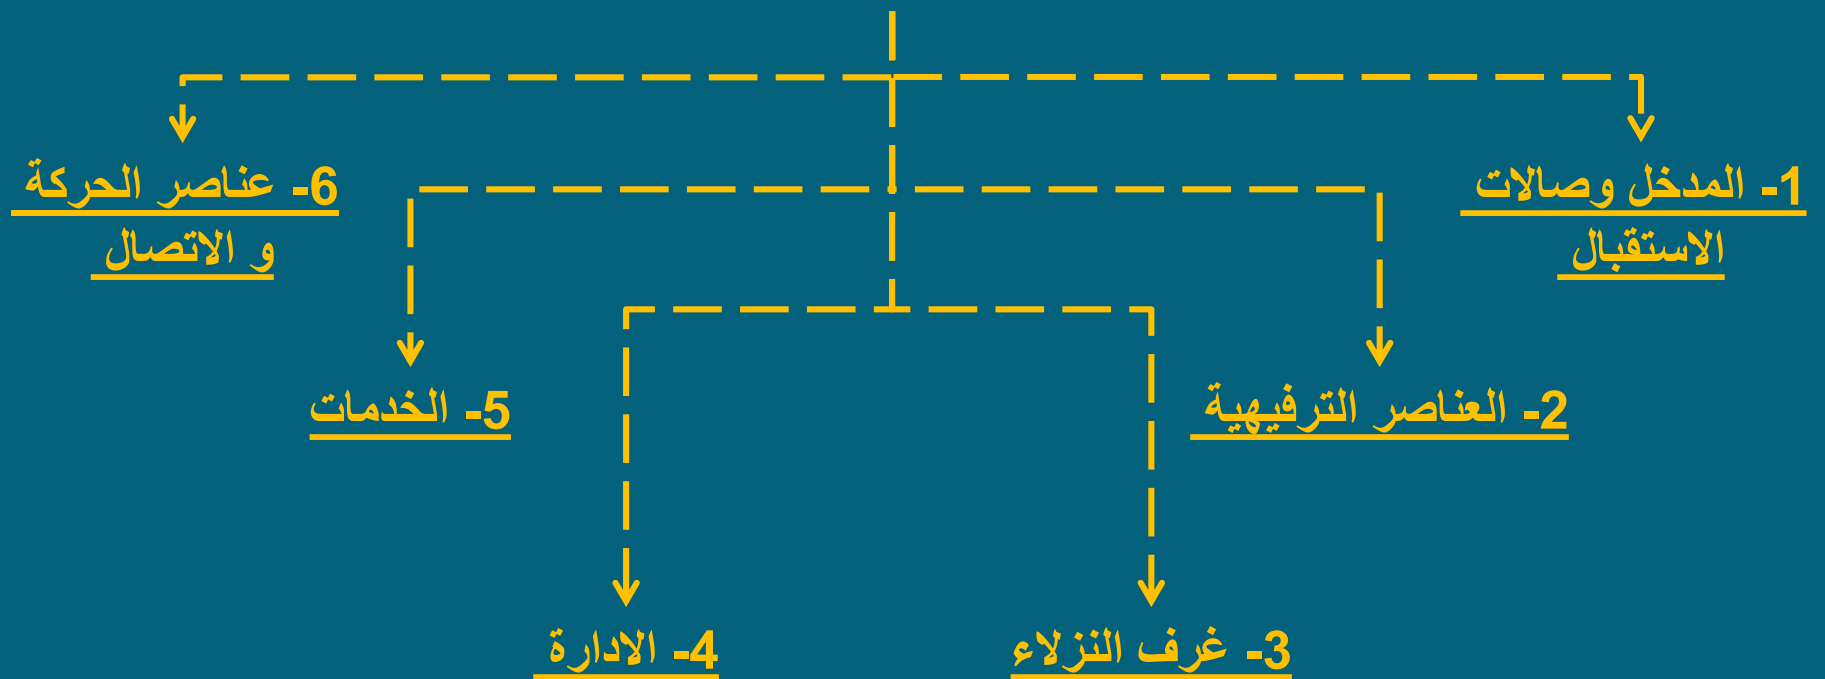 1- المدخل وصالات
الاستقبال
6- عناصر الحركة
و الاتصال
2- العناصر الترفيهية
5- الخدمات
3- غرف النزلاء
4- الادارة